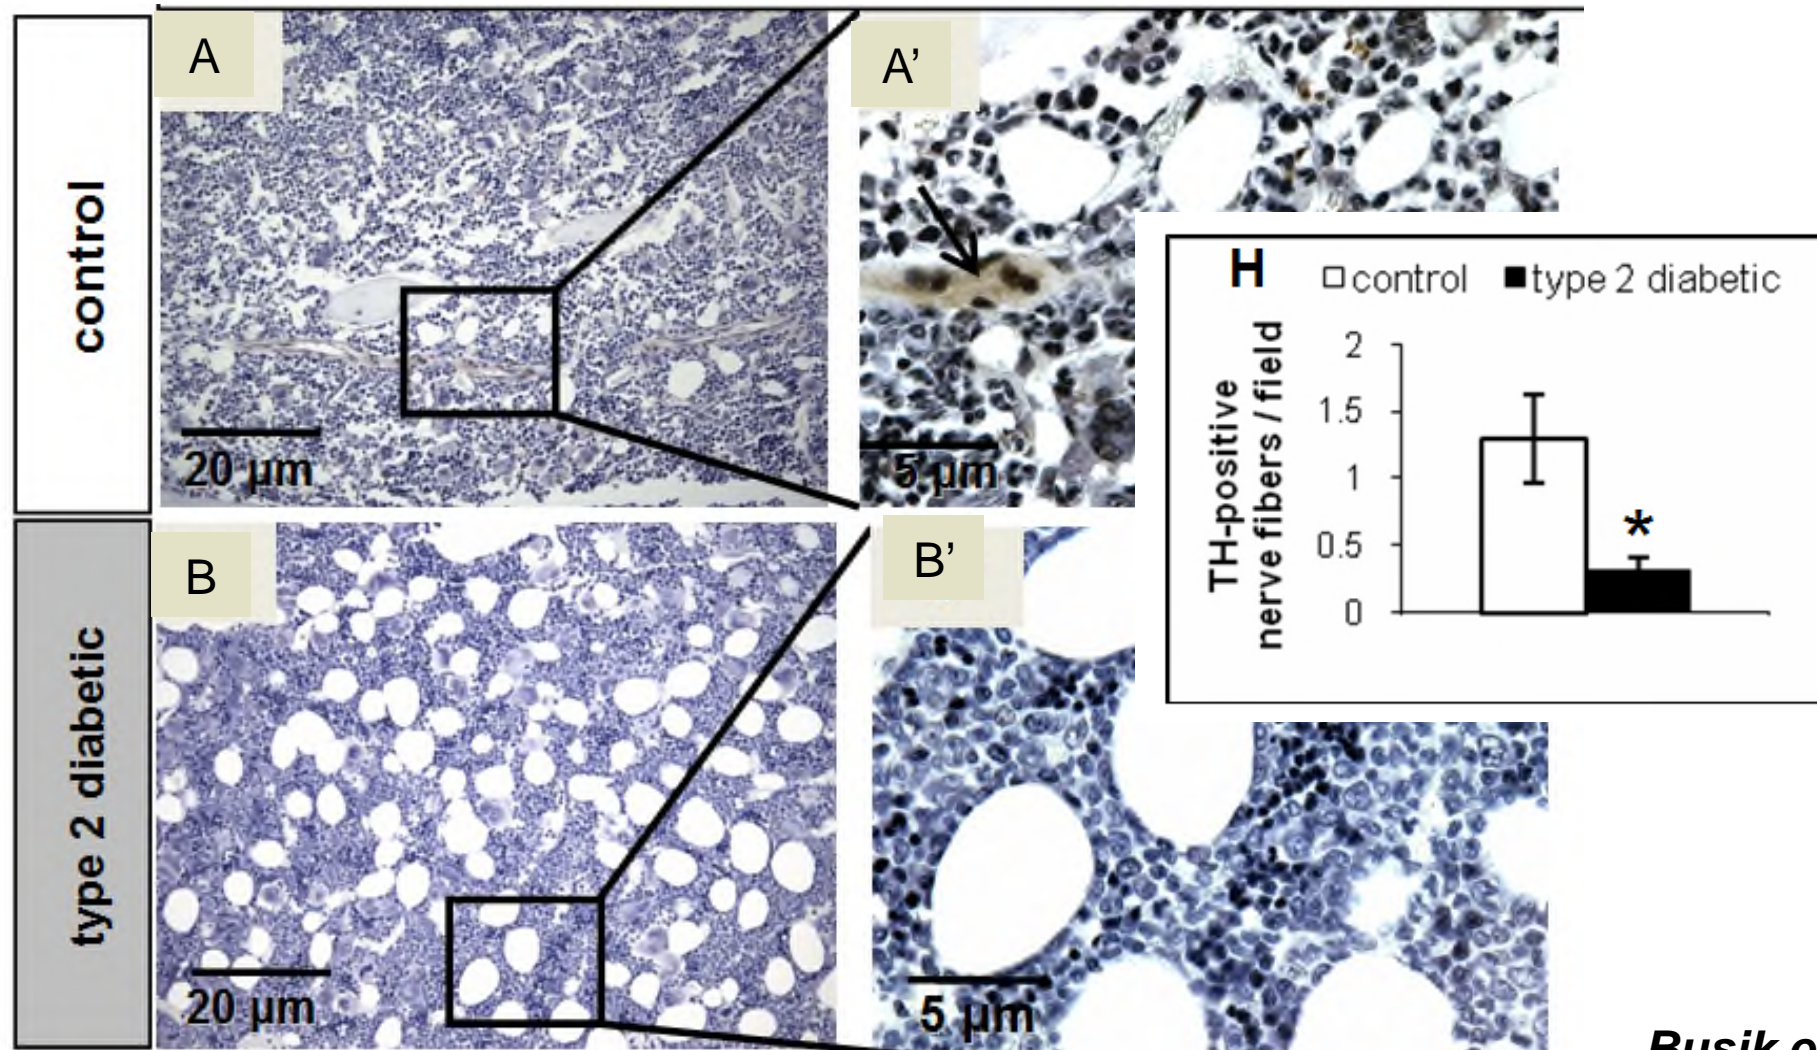 control
A
20 µm
A’
5 µm
H
control type 2 diabetic
TH-positive
nerve fibers / field
2
1.5
1
0.5
0
*
type 2 diabetic
B
20 µm
B’
5 µm
Busik